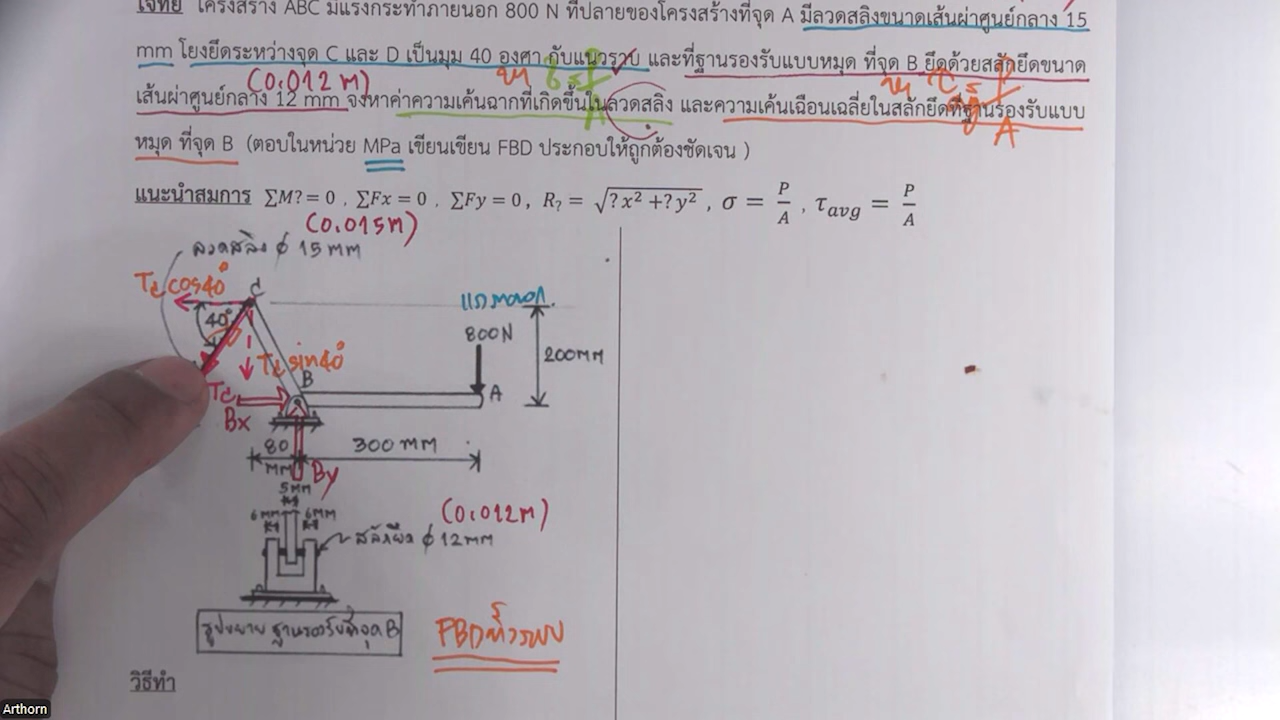 โจทย์ โครงสร้าง ABC มีแรงกระทำภายนอก 800 N ที่ปลายของโครงสร้างที่จุด A มีลวดสลิงขนาดเส้นผ่าศูนย์กลาง 15
mm โยงยึดระหว่างจุด C และ D เป็นมุม 40 องศา กับแนวราบ และที่ฐานรองรับแบบหมุด ที่จุด B ยึดด้วยสลักยึดขนาด
(0.012 m)
เส้นผ่าศูนย์กลาง 12 mm จงหาค่าความเค้นฉากที่เกิดขึ้นในลวดสลิง และความเค้นเฉือนเฉลี่ยในสลักยึดที่ฐานรองรับแบบ
หมุด ที่จุด B (ตอบในหน่วย MPa เขียนเขียน FBD ประกอบให้ถูกต้องชัดเจน )
แนะนำสมการ ∑M? = 0 , ∑Fx = 0 , ∑Fy = 0 , R? = √?x² +?y² , σ = P/A , τavg = P/A
(0.015m)
ลวดสลิง ϕ 15 mm
Tc cos40°
C
40°
800N
200mm
Tc sin40°
B
A
Tc
Bx
80
mm
300 mm
By
5mm
6mm 6mm
(0.012m)
สลักยึด ϕ 12mm
รูปขยาย ฐานรองรับที่จุด B
วิธีทำ
Arthorn